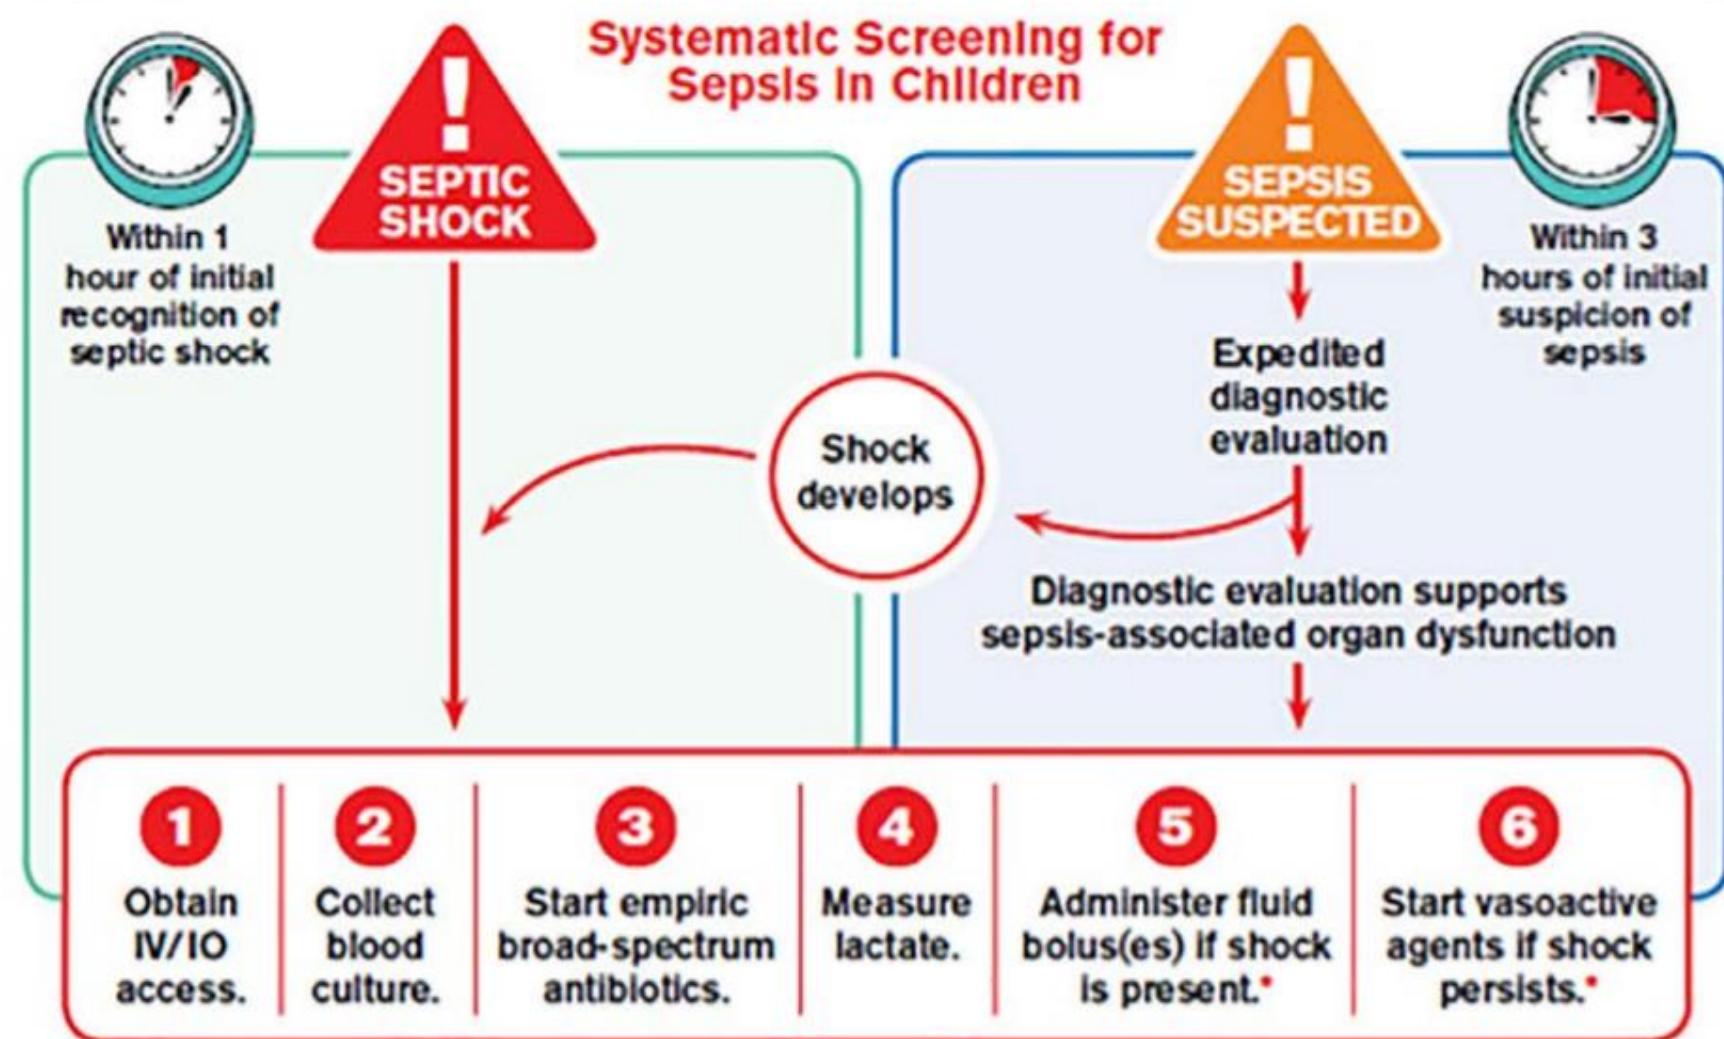 Systematic Screening for
Sepsis in Children
!
SEPTIC
SHOCK
Within 1
hour of initial
recognition of
septic shock
!
SEPSIS
SUSPECTED
Within 3
hours of initial
suspicion of
sepsis
Expedited
diagnostic
evaluation
Shock
develops
Diagnostic evaluation supports
sepsis-associated organ dysfunction
1
Obtain
IV/IO
access.
2
Collect
blood
culture.
3
Start empiric
broad-spectrum
antibiotics.
4
Measure
lactate.
5
Administer fluid
bolus(es) if shock
is present.*
6
Start vasoactive
agents if shock
persists.*